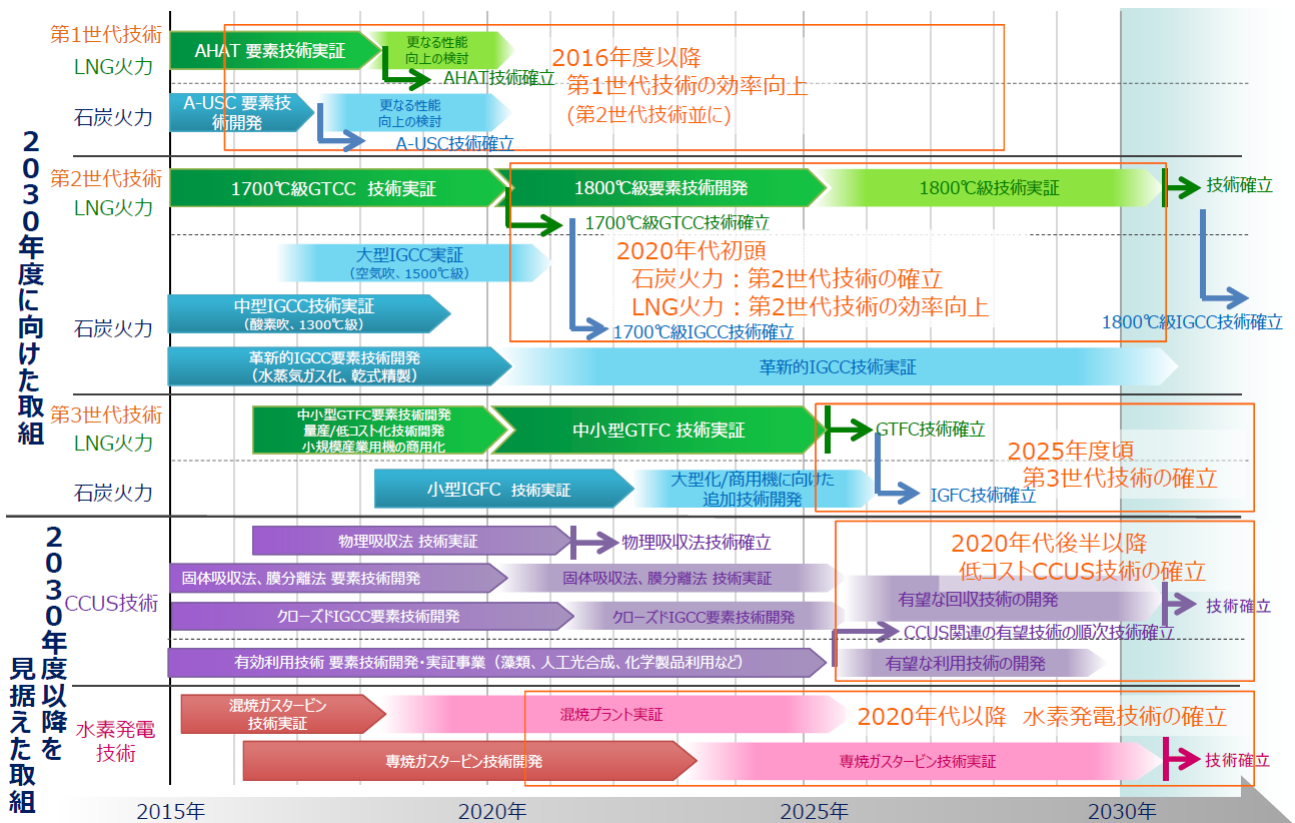 2030年度に向けた取組
第1世代技術
LNG火力
AHAT 要素技術実証
更なる性能
向上の検討
AHAT技術確立
2016年度以降
第1世代技術の効率向上
(第2世代技術並に)
石炭火力
A-USC 要素技
術開発
更なる性能
向上の検討
A-USC技術確立
第2世代技術
LNG火力
1700℃級GTCC 技術実証
1800℃級要素技術開発
1800℃級技術実証
技術確立
1700℃級GTCC技術確立
2020年代初頭
石炭火力：第2世代技術の確立
LNG火力：第2世代技術の効率向上
大型IGCC実証
(空気吹、1500℃級)
石炭火力
中型IGCC技術実証
(酸素吹、1300℃級)
1700℃級IGCC技術確立
1800℃級IGCC技術確立
革新的IGCC要素技術開発
(水蒸気ガス化、乾式精製)
革新的IGCC技術実証
第3世代技術
LNG火力
中小型GTFC要素技術開発
量産/低コスト化技術開発
小規模産業用機の商用化
中小型GTFC 技術実証
GTFC技術確立
2025年度頃
第3世代技術の確立
石炭火力
小型IGFC 技術実証
大型化/商用機に向けた
追加技術開発
IGFC技術確立
2030年度以降を
見据えた取組
CCUS技術
物理吸収法 技術実証
物理吸収法技術確立
2020年代後半以降
低コストCCUS技術の確立
固体吸収法、膜分離法 要素技術開発
固体吸収法、膜分離法 技術実証
有望な回収技術の開発
技術確立
クローズドIGCC要素技術開発
クローズドIGCC要素技術開発
CCUS関連の有望技術の順次技術確立
有効利用技術 要素技術開発・実証事業（藻類、人工光合成、化学製品利用など）
有望な利用技術の開発
水素発電
技術
混焼ガスタービン
技術実証
混焼プラント実証
2020年代以降 水素発電技術の確立
専焼ガスタービン技術開発
専焼ガスタービン技術実証
技術確立
2015年
2020年
2025年
2030年